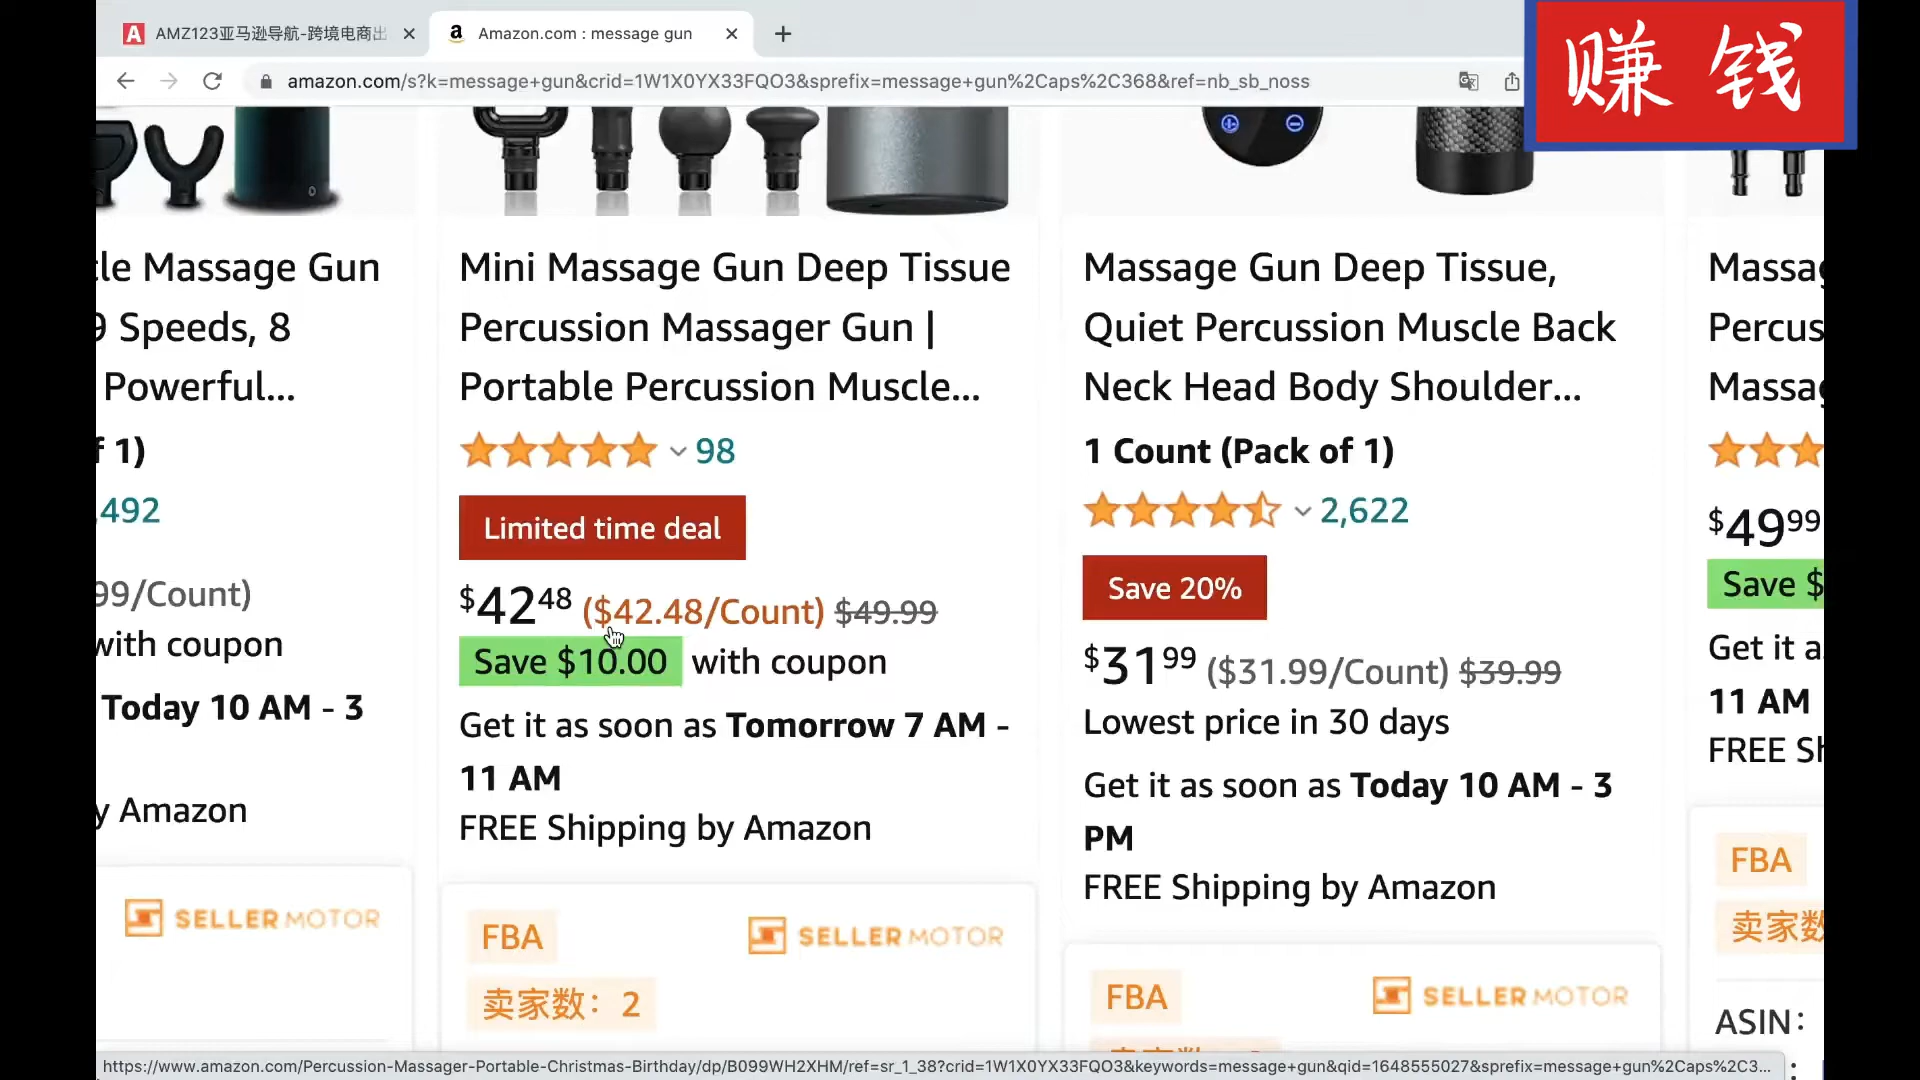 AMZ123亚马逊导航-跨境电商出
Amazon.com : message gun
amazon.com/s?k=message+gun&crid=1W1X0YX33FQO3&sprefix=message+gun%2Caps%2C368&ref=nb_sb_noss
赚钱
Massage Gun
9 Speeds, 8
Powerful...
f 1)
,492
99/Count)
with coupon
Today 10 AM - 3
y Amazon
SELLER MOTOR
Mini Massage Gun Deep Tissue
Percussion Massager Gun |
Portable Percussion Muscle...
98
Limited time deal
$42.48 ($42.48/Count) $49.99
Save $10.00 with coupon
Get it as soon as Tomorrow 7 AM -
11 AM
FREE Shipping by Amazon
FBA
SELLER MOTOR
卖家数：2
Massage Gun Deep Tissue,
Quiet Percussion Muscle Back
Neck Head Body Shoulder...
1 Count (Pack of 1)
2,622
Save 20%
$31.99 ($31.99/Count) $39.99
Lowest price in 30 days
Get it as soon as Today 10 AM - 3
PM
FREE Shipping by Amazon
FBA
SELLER MOTOR
Massag
Percus
Massag
$49.99
Save $
Get it a
11 AM
FREE Sh
FBA
卖家数
ASIN：
https://www.amazon.com/Percussion-Massager-Portable-Christmas-Birthday/dp/B099WH2XHM/ref=sr_1_38?crid=1W1X0YX33FQO3&keywords=message+gun&qid=1648555027&sprefix=message+gun%2Caps%2C3...